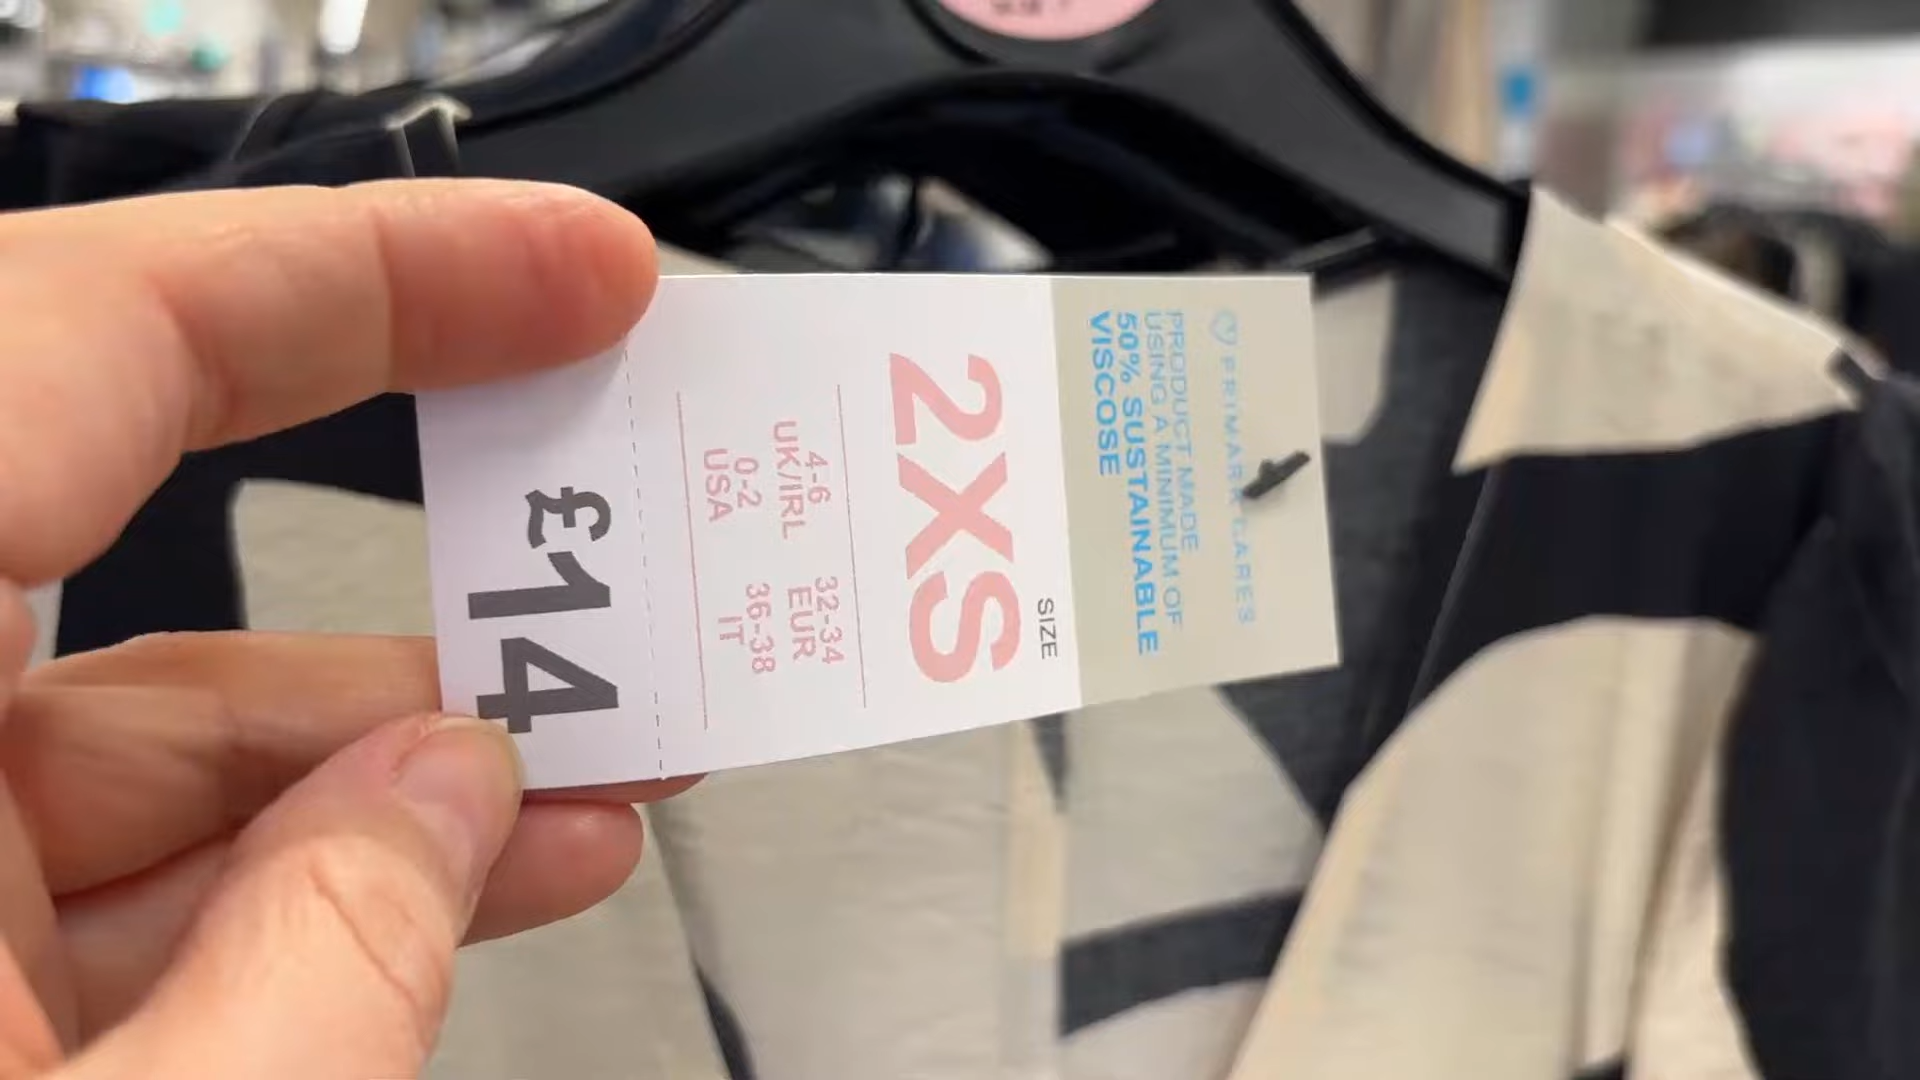 PRIMARK CARES
PRODUCT MADE
USING A MINIMUM OF
50% SUSTAINABLE
VISCOSE
SIZE
2XS
4-6 32-34
UK/IRL EUR
0-2 36-38
USA IT
£14